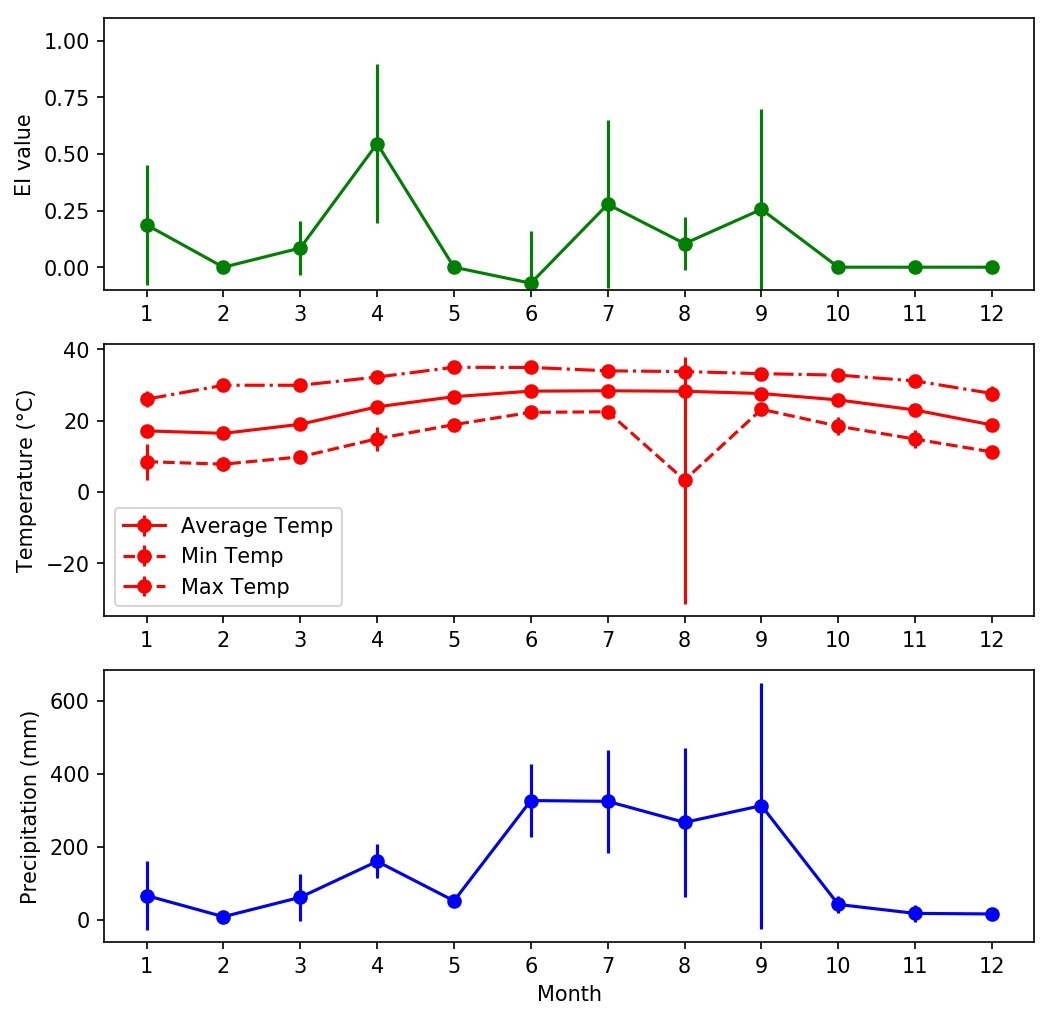 1.00
0.75
0.50
0.25
0.00
EI value
1 2 3 4 5 6 7 8 9 10 11 12
40
20
0
−20
Temperature (°C)
Average Temp
Min Temp
Max Temp
1 2 3 4 5 6 7 8 9 10 11 12
600
400
200
0
Precipitation (mm)
1 2 3 4 5 6 7 8 9 10 11 12
Month